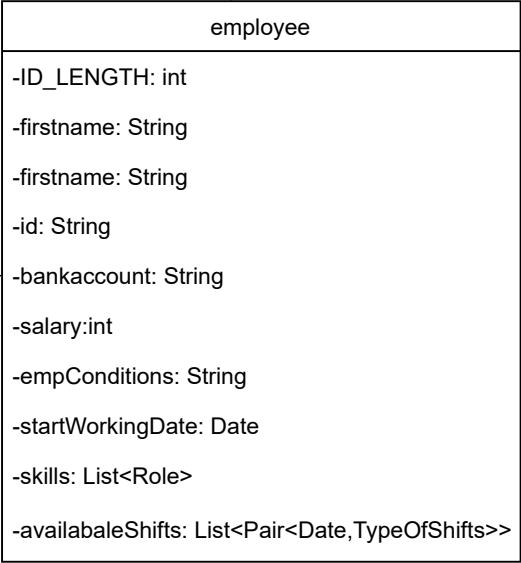 employee
-ID_LENGTH: int
-firstname: String
-firstname: String
-id: String
-bankaccount: String
-salary:int
-empConditions: String
-startWorkingDate: Date
-skills: List<Role>
-availabaleShifts: List<Pair<Date,TypeOfShifts>>